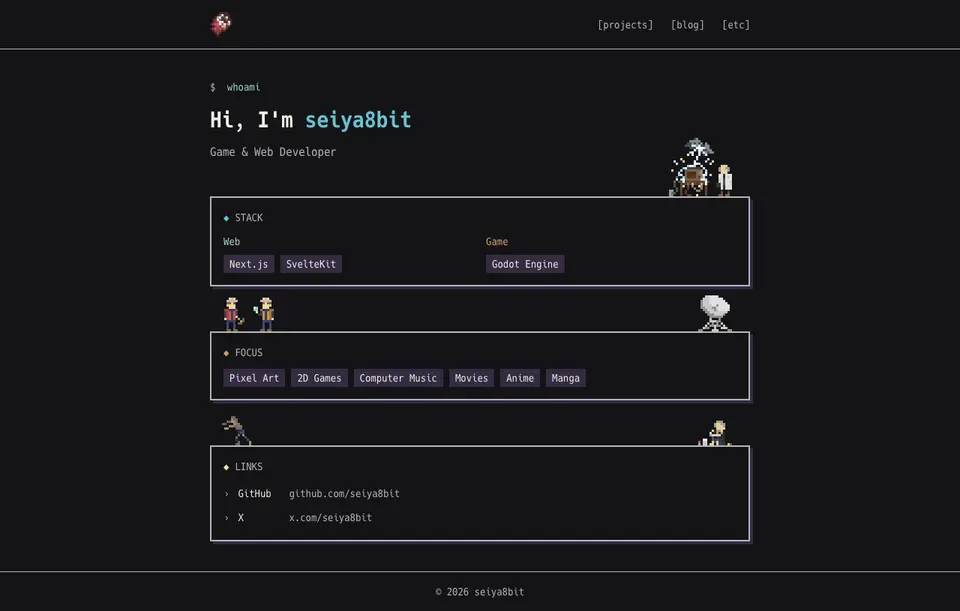 [projects] [blog] [etc]
$ whoami
Hi, I'm seiya8bit
Game & Web Developer
◆ STACK
Web Game
Next.js SvelteKit Godot Engine
◆ FOCUS
Pixel Art 2D Games Computer Music Movies Anime Manga
◆ LINKS
› GitHub github.com/seiya8bit
› X x.com/seiya8bit
© 2026 seiya8bit